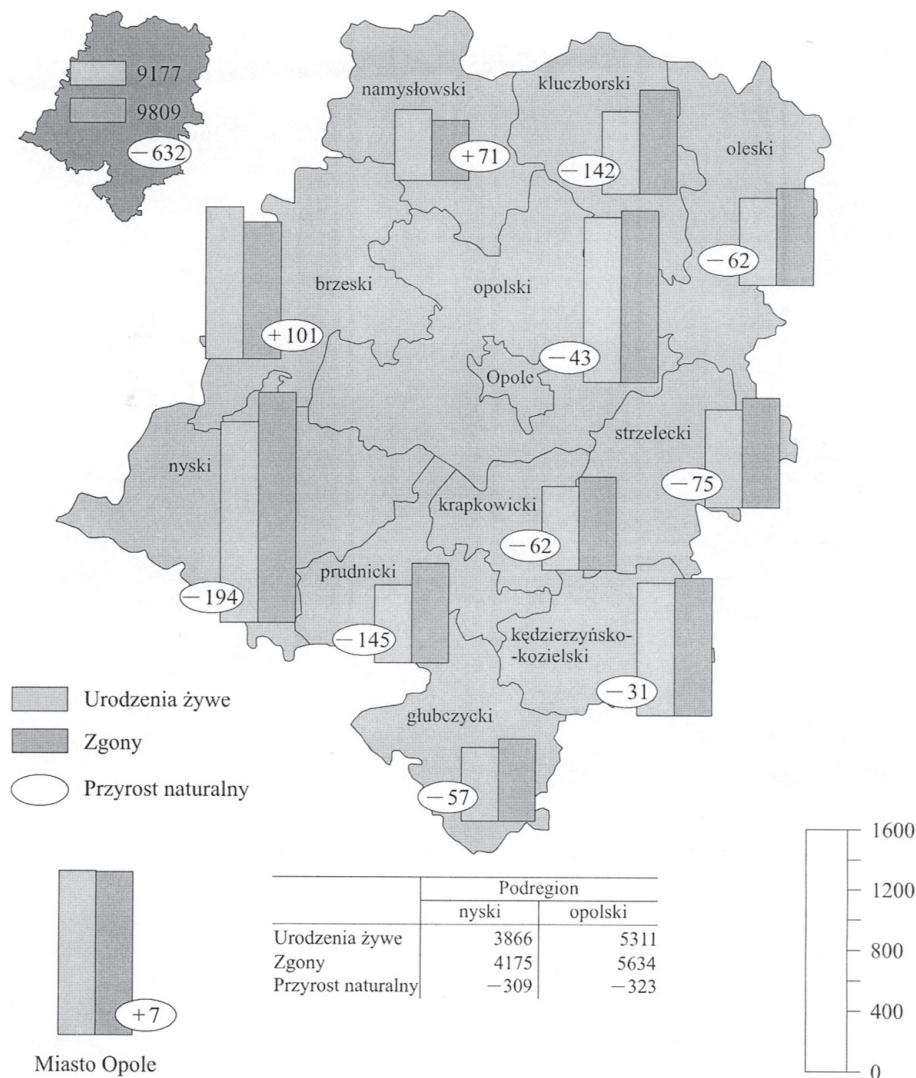 9177
9809
−632
namysłowski
+71
kluczborski
−142
oleski
−62
brzeski
+101
opolski
−43
Opole
nyski
−194
strzelecki
−75
krapkowicki
−62
prudnicki
−145
kędzierzyńsko-
-kozielski
−31
głubczycki
−57
Urodzenia żywe
Zgony
Przyrost naturalny
+7
Miasto Opole
Podregion
nyski opolski
Urodzenia żywe 3866 5311
Zgony 4175 5634
Przyrost naturalny −309 −323
1600
1200
800
400
0